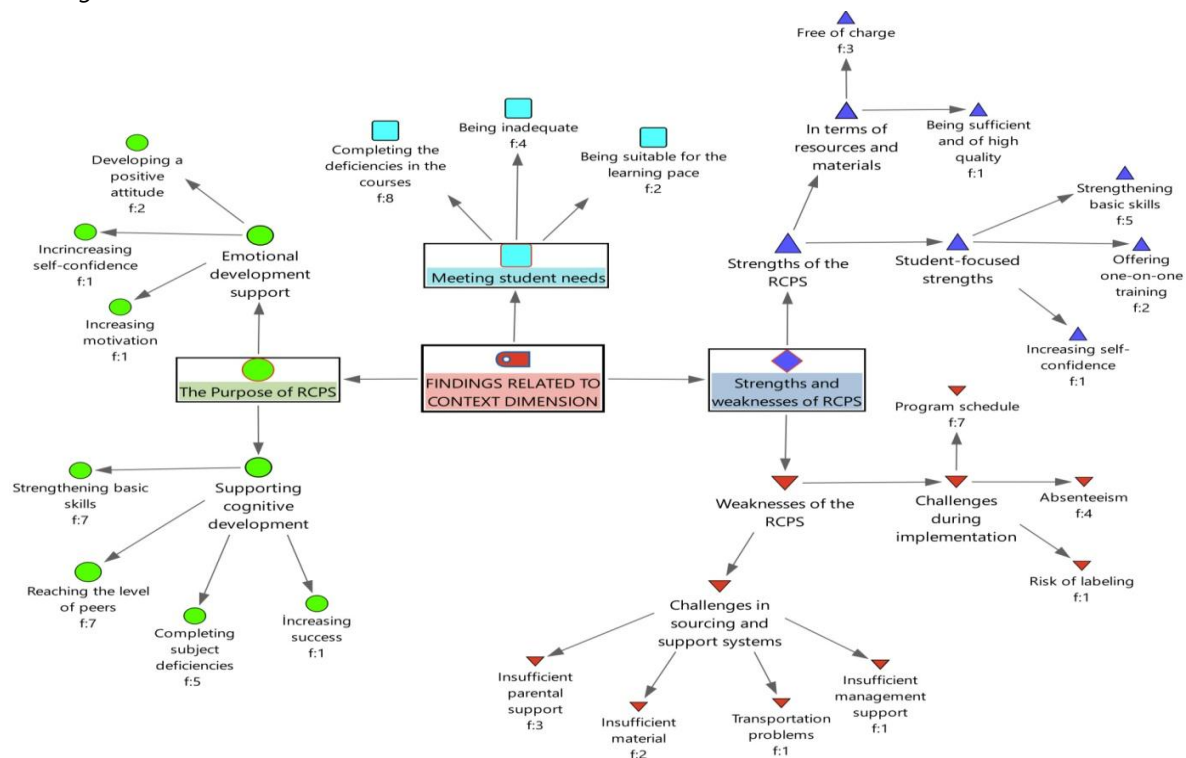 Free of charge
f:3
In terms of
resources and
materials
Being sufficient
and of high
quality
f:1
Strengthening
basic skills
f:5
Offering
one-on-one
training
f:2
Increasing self-
confidence
f:1
Student-focused
strengths
Strengths of the
RCPS
Completing the
deficiencies in the
courses
f:8
Being inadequate
f:4
Being suitable for the
learning pace
f:2
Meeting student needs
Developing a
positive
attitude
f:2
Incrincreasing
self-confidence
f:1
Increasing
motivation
f:1
Emotional
development
support
The Purpose of RCPS
FINDINGS RELATED TO
CONTEXT DIMENSION
Strengths and
weaknesses of RCPS
Strengthening basic
skills
f:7
Supporting
cognitive
development
Reaching the level
of peers
f:7
Completing
subject
deficiencies
f:5
İncreasing
success
f:1
Weaknesses of the
RCPS
Program schedule
f:7
Challenges
during
implementation
Absenteeism
f:4
Risk of labeling
f:1
Challenges in
sourcing and
support systems
Insufficient
parental
support
f:3
Insufficient
material
f:2
Transportation
problems
f:1
Insufficient
management
support
f:1